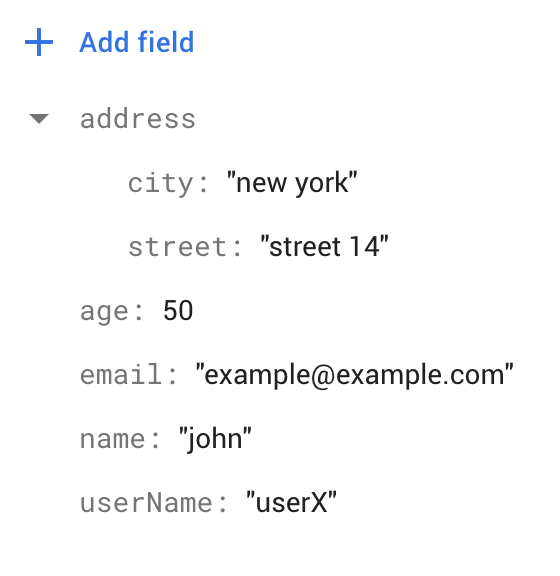 Add field
address
city: "new york"
street: "street 14"
age: 50
email: "example@example.com"
name: "john"
userName: "userX"